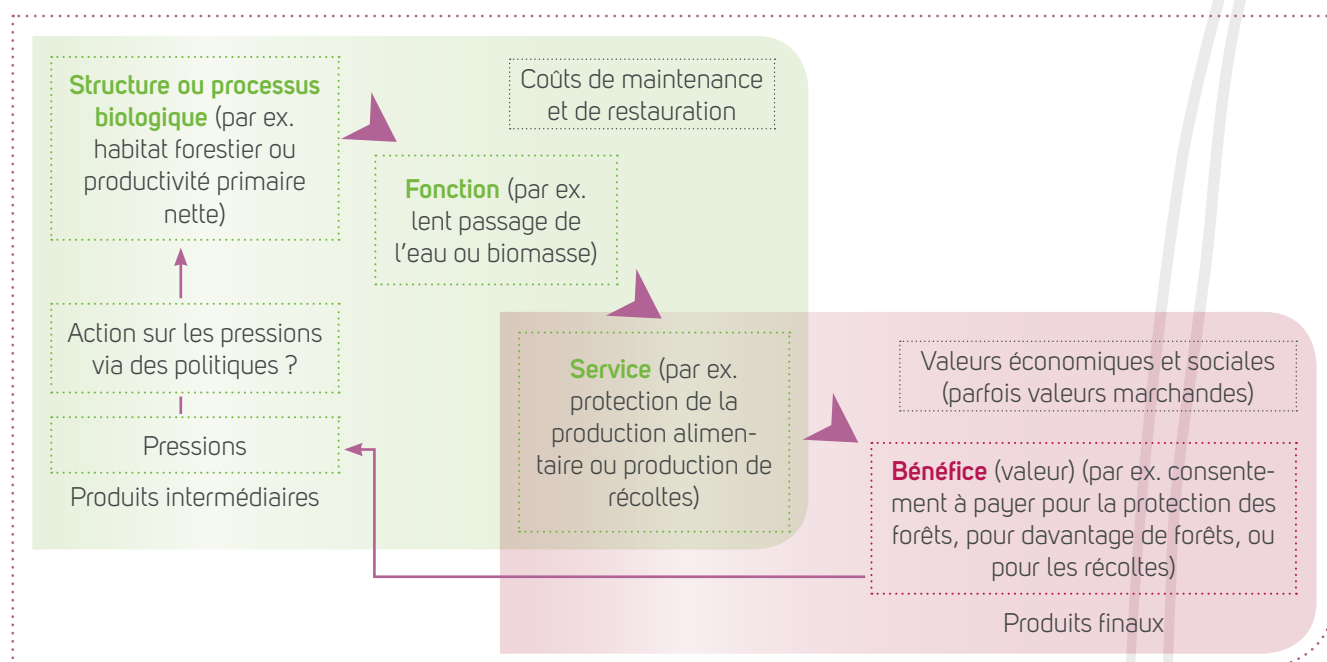 Structure ou processus
biologique (par ex.
habitat forestier ou
productivité primaire
nette)
Coûts de maintenance
et de restauration
Fonction (par ex.
lent passage de
l'eau ou biomasse)
Action sur les pressions
via des politiques ?
Pressions
Produits intermédiaires
Service (par ex.
protection de la
production alimen-
taire ou production de
récoltes)
Valeurs économiques et sociales
(parfois valeurs marchandes)
Bénéfice (valeur) (par ex. consente-
ment à payer pour la protection des
forêts, pour davantage de forêts, ou
pour les récoltes)
Produits finaux